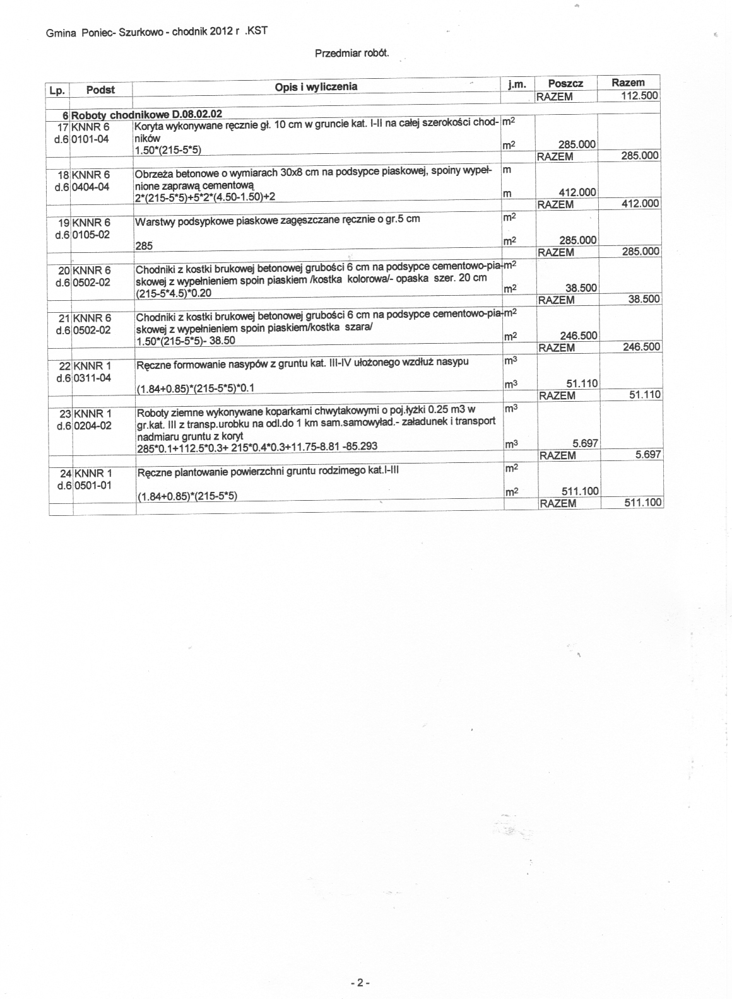 Gmina Poniec- Szurkowo - chodnik 2012 r .KST
Przedmiar robót.
Lp. Podst Opis i wyliczenia j.m. Poszcz Razem
RAZEM 112.500
6 Roboty chodnikowe D.08.02.02
17 KNNR 6 Koryta wykonywane ręcznie gł. 10 cm w gruncie kat. I-II na całej szerokości chod- m2
d.6 0101-04 ników
1.50*(215-5*5) m2 285.000
RAZEM 285.000
18 KNNR 6 Obrzeża betonowe o wymiarach 30x8 cm na podsypce piaskowej, spoiny wypeł- m
d.6 0404-04 nione zaprawą cementową
2*(215-5*5)+5*2*(4.50-1.50)+2 m 412.000
RAZEM 412.000
19 KNNR 6 Warstwy podsypkowe piaskowe zagęszczane ręcznie o gr.5 cm m2
d.6 0105-02
285 m2 285.000
RAZEM 285.000
20 KNNR 6 Chodniki z kostki brukowej betonowej grubości 6 cm na podsypce cementowo-pia- m2
d.6 0502-02 skowej z wypełnieniem spoin piaskiem /kostka kolorowa/- opaska szer. 20 cm
(215-5*4.5)*0.20 m2 38.500
RAZEM 38.500
21 KNNR 6 Chodniki z kostki brukowej betonowej grubości 6 cm na podsypce cementowo-pia- m2
d.6 0502-02 skowej z wypełnieniem spoin piaskiem/kostka szara/
1.50*(215-5*5)- 38.50 m2 246.500
RAZEM 246.500
22 KNNR 1 Ręczne formowanie nasypów z gruntu kat. III-IV ułożonego wzdłuż nasypu m3
d.6 0311-04
(1.84+0.85)*(215-5*5)*0.1 m3 51.110
RAZEM 51.110
23 KNNR 1 Roboty ziemne wykonywane koparkami chwytakowymi o poj.łyżki 0.25 m3 w m3
d.6 0204-02 gr.kat. III z transp.urobku na odl.do 1 km sam.samowyład.- załadunek i transport
nadmiaru gruntu z koryt
285*0.1+112.5*0.3+ 215*0.4*0.3+11.75-8.81 -85.293 m3 5.697
RAZEM 5.697
24 KNNR 1 Ręczne plantowanie powierzchni gruntu rodzimego kat.I-III m2
d.6 0501-01
(1.84+0.85)*(215-5*5) m2 511.100
RAZEM 511.100
- 2 -